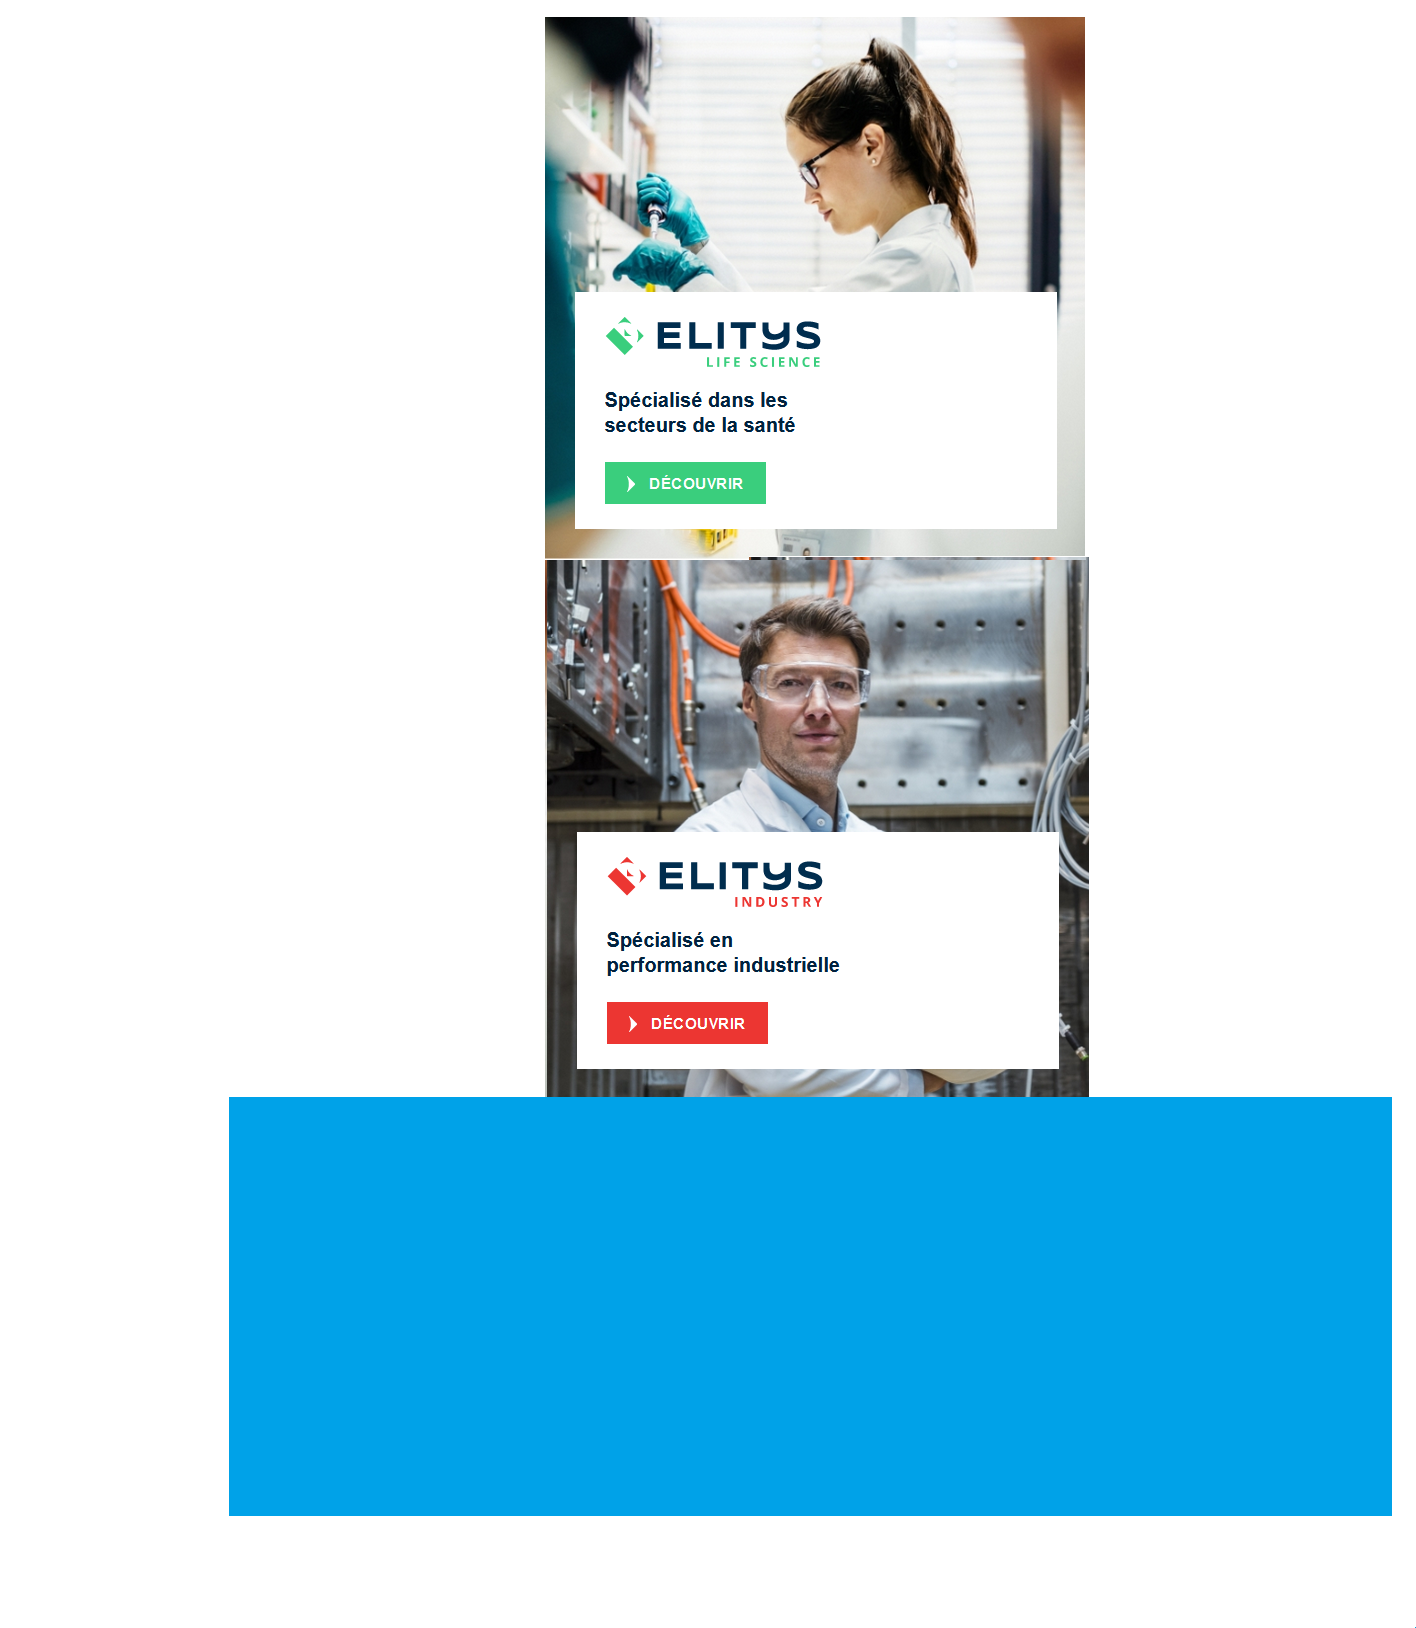 ELITYS
LIFE SCIENCE
Spécialisé dans les
secteurs de la santé
DÉCOUVRIR
ELITYS
INDUSTRY
Spécialisé en
performance industrielle
DÉCOUVRIR